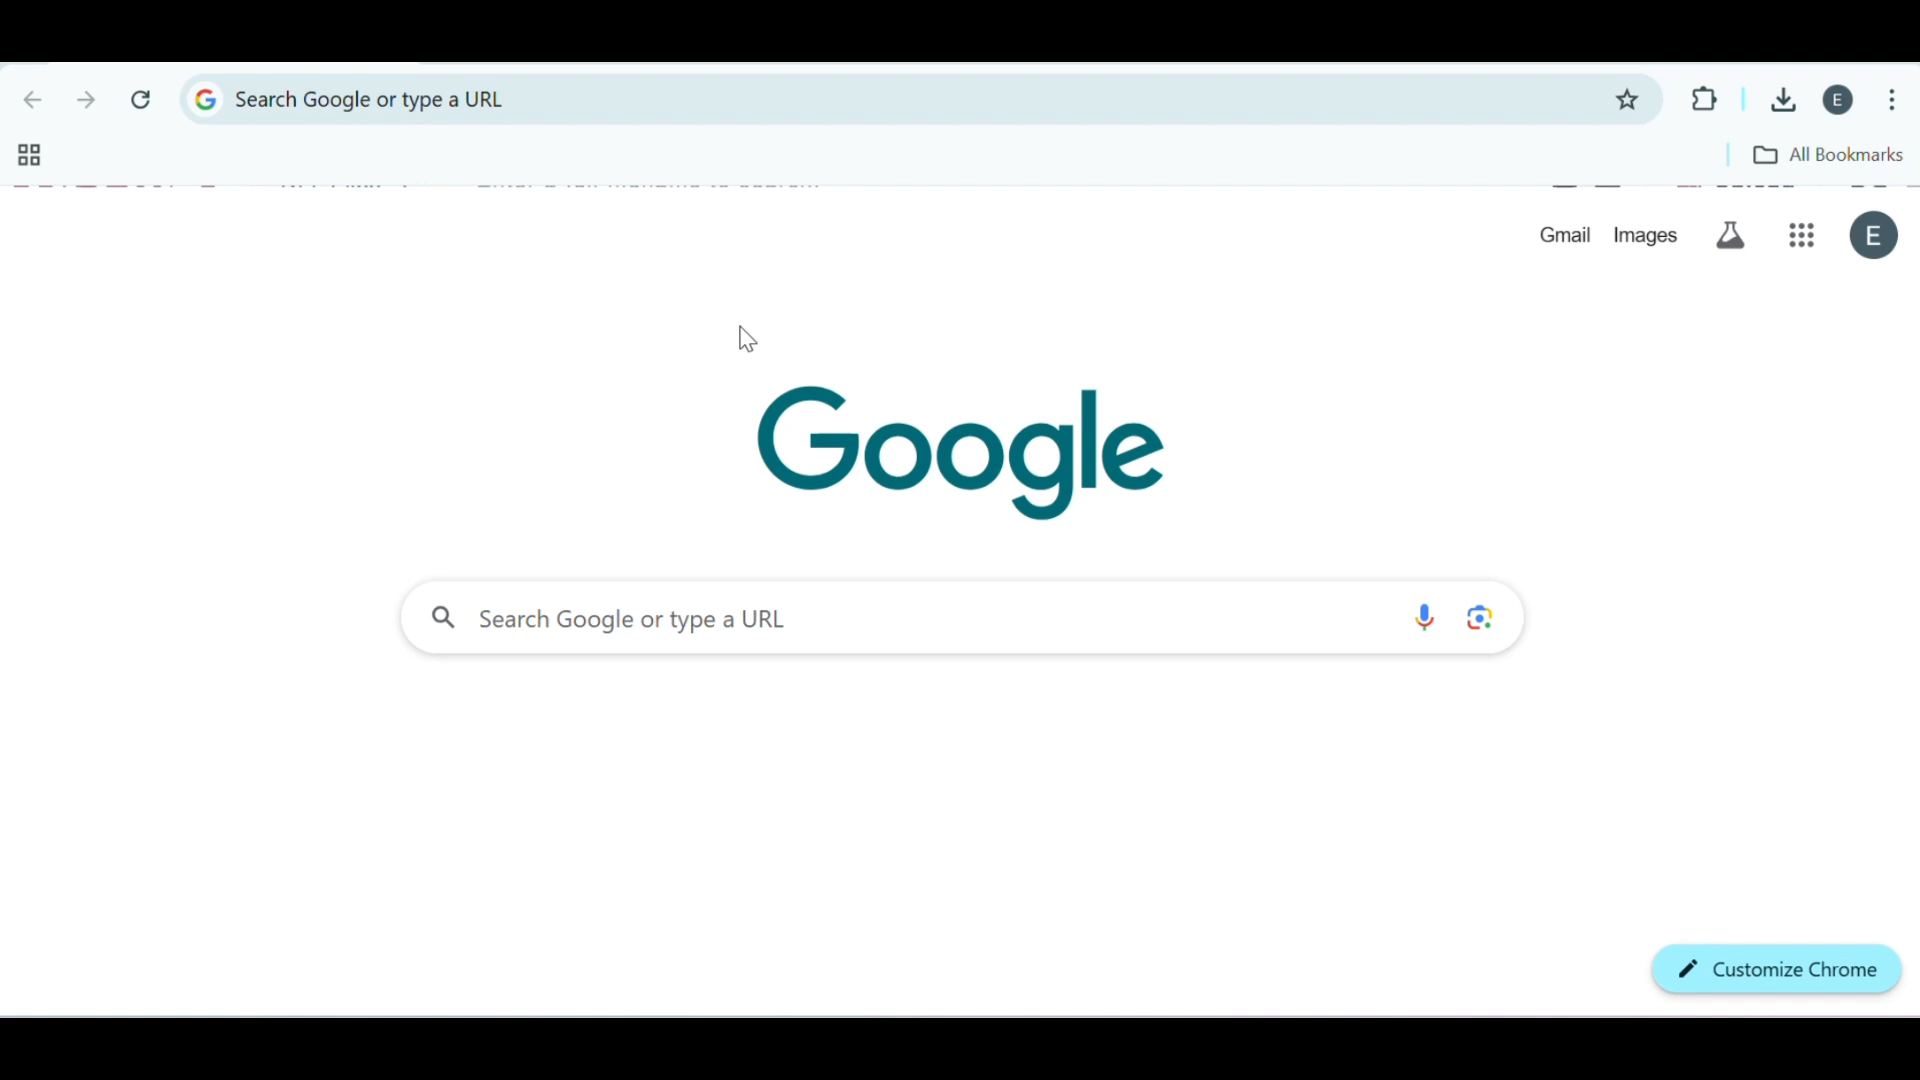 Search Google or type a URL
E
All Bookmarks
Gmail Images
E
Google
Search Google or type a URL
Customize Chrome